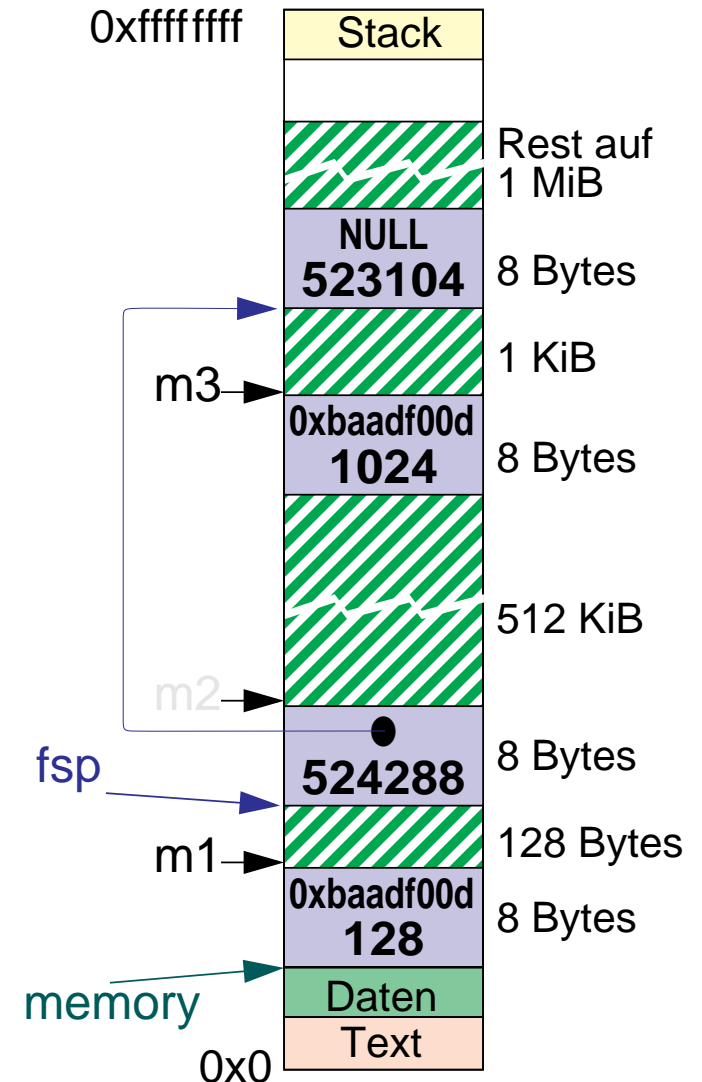 0xffffffff
Stack
Rest auf
1 MiB
NULL
523104
8 Bytes
1 KiB
m3
0xbaadf00d
1024
8 Bytes
512 KiB
m2
524288
8 Bytes
fsp
128 Bytes
m1
0xbaadf00d
128
8 Bytes
memory
Daten
Text
0x0